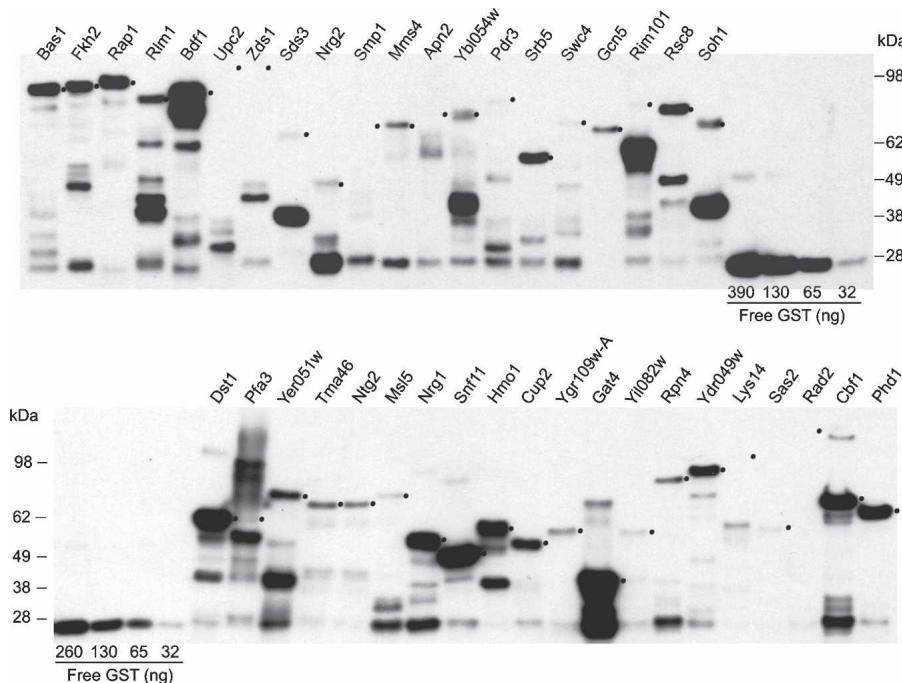 Bas1 Fkh2 Rap1 Rlm1 Bdf1 Upc2 Zds1 Sds3 Nrg2 Smp1 Mms4 Apn2 Ybl054w Pdr3 Srb5 Swc4 Gcn5 Rim101 Rsc8 Soh1
kDa
-98
-62
-49
-38
-28
390 130 65 32
Free GST (ng)
Dst1 Pfa3 Yer051w Tma46 Ntg2 Msl5 Nrg1 Snf11 Hmo1 Cup2 Ygr109w-A Gat4 Yil082w Rpn4 Ydr049w Lys14 Sas2 Rad2 Cbf1 Phd1
kDa
98 –
62 –
49 –
38 –
28 –
260 130 65 32
Free GST (ng)